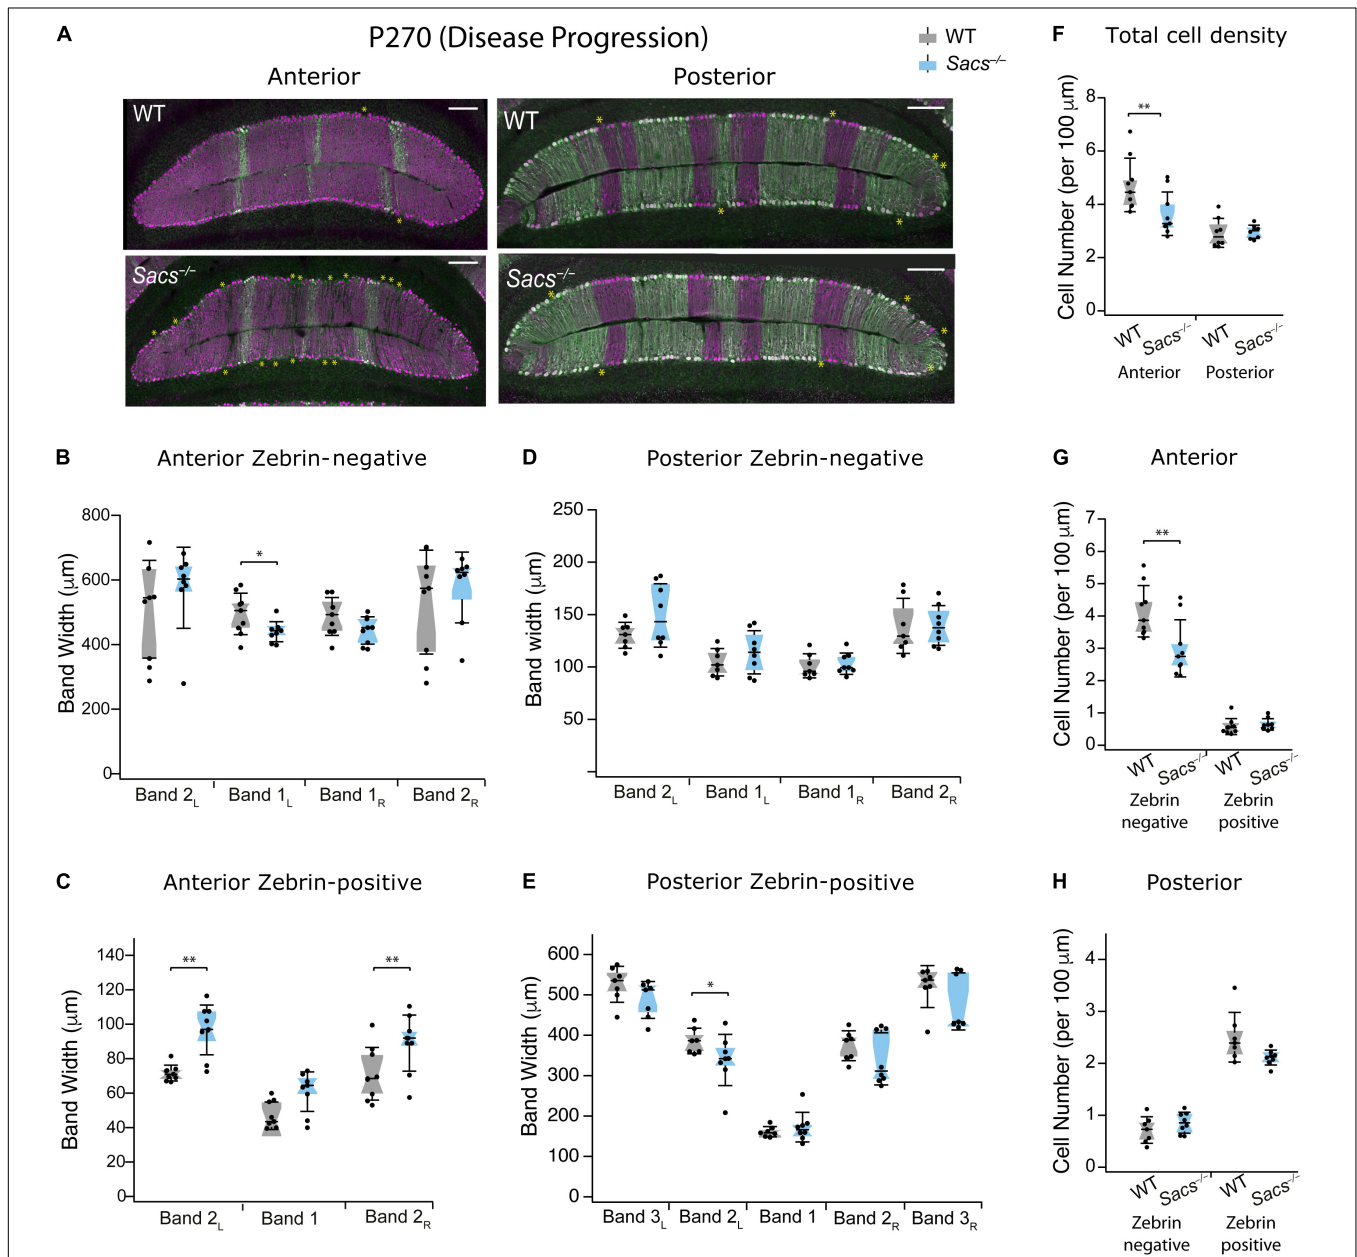 A
P270 (Disease Progression)
WT
Sacs–/–
Anterior
Posterior
WT
WT
Sacs–/–
Sacs–/–
F
Total cell density
Cell Number (per 100 μm)
8
6
4
2
0
**
WT
Sacs–/–
WT
Sacs–/–
Anterior
Posterior
B
Anterior Zebrin-negative
Band Width (μm)
800
600
400
200
0
*
Band 2L
Band 1L
Band 1R
Band 2R
D
Posterior Zebrin-negative
Band width (μm)
250
200
150
100
50
Band 2L
Band 1L
Band 1R
Band 2R
G
Anterior
Cell Number (per 100 μm)
7
6
5
4
3
2
1
0
**
WT
Sacs–/–
WT
Sacs–/–
Zebrin negative
Zebrin positive
C
Anterior Zebrin-positive
Band Width (μm)
140
120
100
80
60
40
20
0
**
**
Band 2L
Band 1
Band 2R
E
Posterior Zebrin-positive
Band Width (μm)
600
500
400
300
200
100
0
*
Band 3L
Band 2L
Band 1
Band 2R
Band 3R
H
Posterior
Cell Number (per 100 μm)
4
3
2
1
0
WT
Sacs–/–
WT
Sacs–/–
Zebrin negative
Zebrin positive